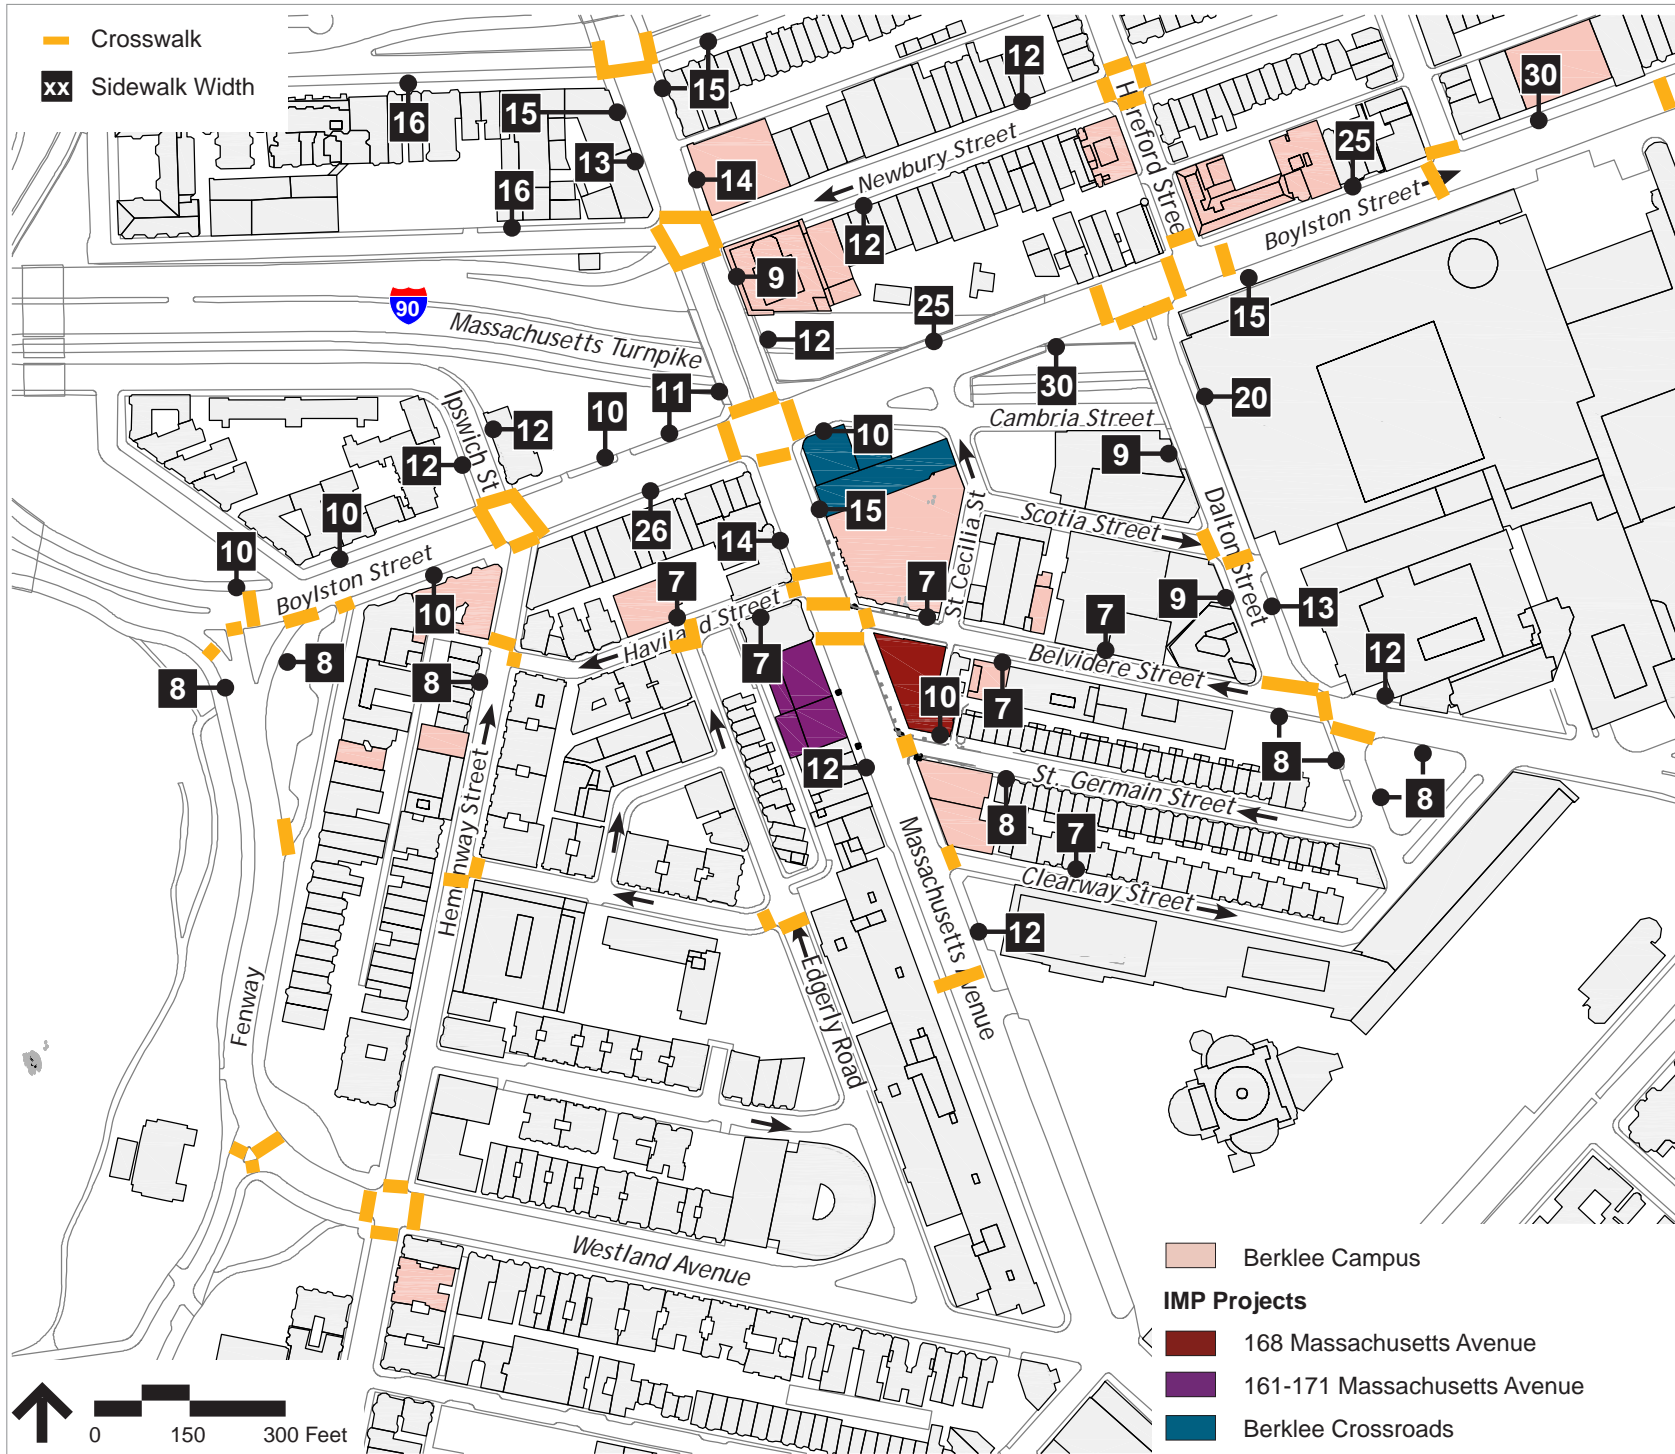 Crosswalk
xx Sidewalk Width
15
12
30
16
15
13
14
16
Newbury Street
Hereford Street
25
Boylston Street
12
9
90
Massachusetts Turnpike
25
12
15
30
20
11
10
Cambria Street
Ipswich St
12
12
10
9
10
26
15
14
Scotia Street
St Cecilia St
Dalton Street
10
Boylston Street
10
7
Haviland Street
7
7
9
13
7
Belvidere Street
12
8
8
8
7
10
7
8
8
12
St. Germain Street
8
7
Clearway Street
Hemenway Street
Massachusetts Avenue
12
Edgerly Road
Fenway
Westland Avenue
0 150 300 Feet
Berklee Campus
IMP Projects
168 Massachusetts Avenue
161-171 Massachusetts Avenue
Berklee Crossroads